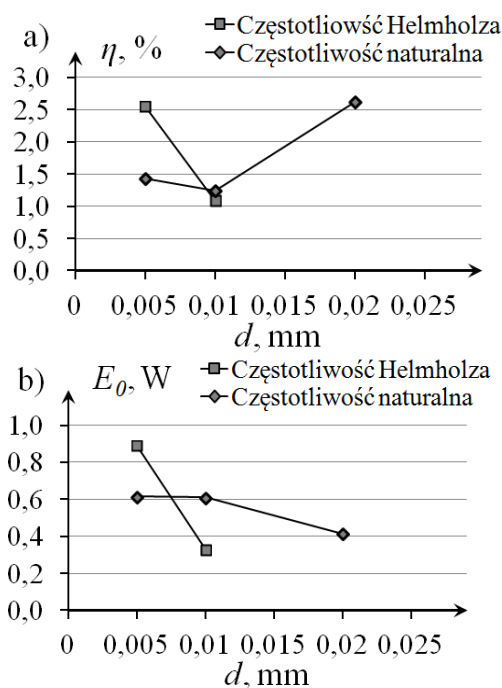 a)
η, %
Częstotliowść Helmholza
Częstotliwość naturalna
3,0
2,5
2,0
1,5
1,0
0,5
0,0
0 0,005 0,01 0,015 0,02 0,025
d, mm
b)
E0, W
Częstotliwość Helmholza
Częstotliwość naturalna
1,0
0,8
0,6
0,4
0,2
0,0
0 0,005 0,01 0,015 0,02 0,025
d, mm